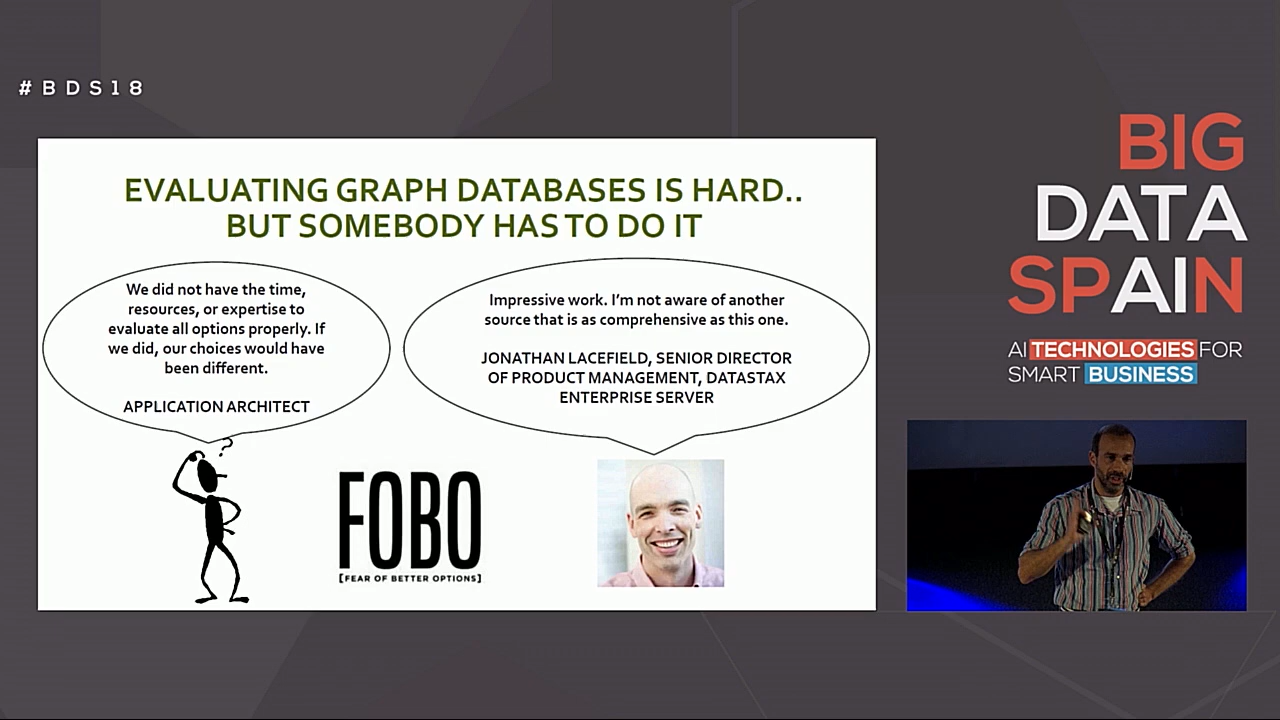 #BDS18
EVALUATING GRAPH DATABASES IS HARD..
BUT SOMEBODY HAS TO DO IT
We did not have the time,
resources, or expertise to
evaluate all options properly. If
we did, our choices would have
been different.
APPLICATION ARCHITECT
Impressive work. I'm not aware of another
source that is as comprehensive as this one.
JONATHAN LACEFIELD, SENIOR DIRECTOR
OF PRODUCT MANAGEMENT, DATASTAX
ENTERPRISE SERVER
?
FOBO
[FEAR OF BETTER OPTIONS]
BIG
DATA
SPAIN
AI TECHNOLOGIES FOR
SMART BUSINESS